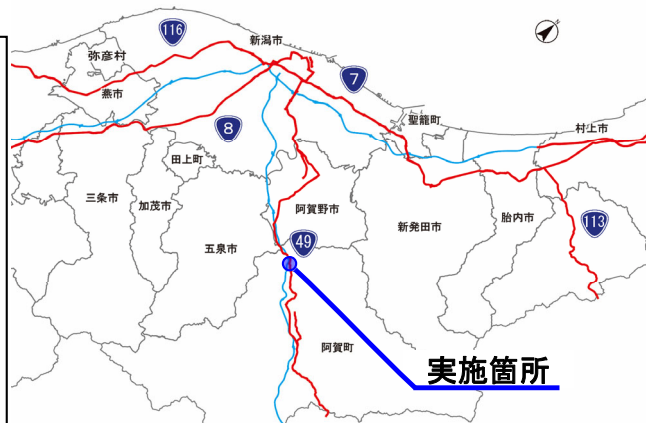 116
新潟市
N
弥彦村
7
燕市
聖籠町
8
村上市
田上町
三条市
加茂市
阿賀野市
新発田市
胎内市
113
五泉市
49
阿賀町
実施箇所